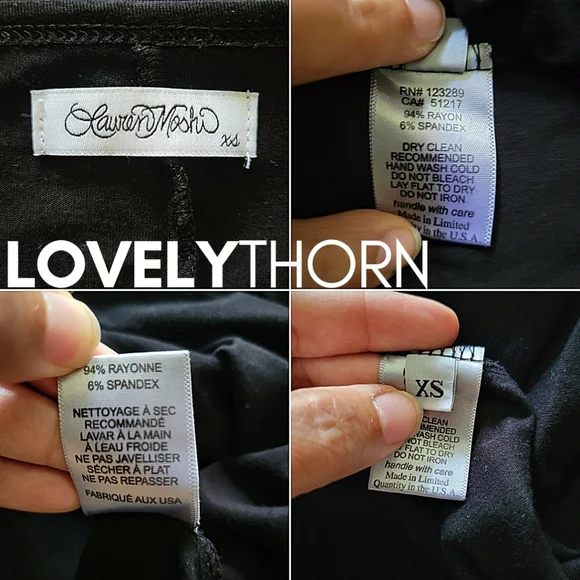 Lauren Moshi
XS
RN# 123289
CA# 51217
94% RAYON
6% SPANDEX
DRY CLEAN
RECOMMENDED
HAND WASH COLD
DO NOT BLEACH
LAY FLAT TO DRY
DO NOT IRON
handle with care
Made in Limited
Quantity in the U.S.A
LOVELYTHORN
94% RAYONNE
6% SPANDEX
NETTOYAGE À SEC
RECOMMANDÉ
LAVAR À LA MAIN
À LEAU FROIDE
NE PAS JAVELLISER
SÈCHER À PLAT
NE PAS REPASSER
FABRIQUÉ AUX USA
XS
CLEAN
MENDED
WASH COLD
DO NOT BLEACH
LAY FLAT TO DRY
DO NOT IRON
handle with care
Made in Limited
Quantity in the U.S.A